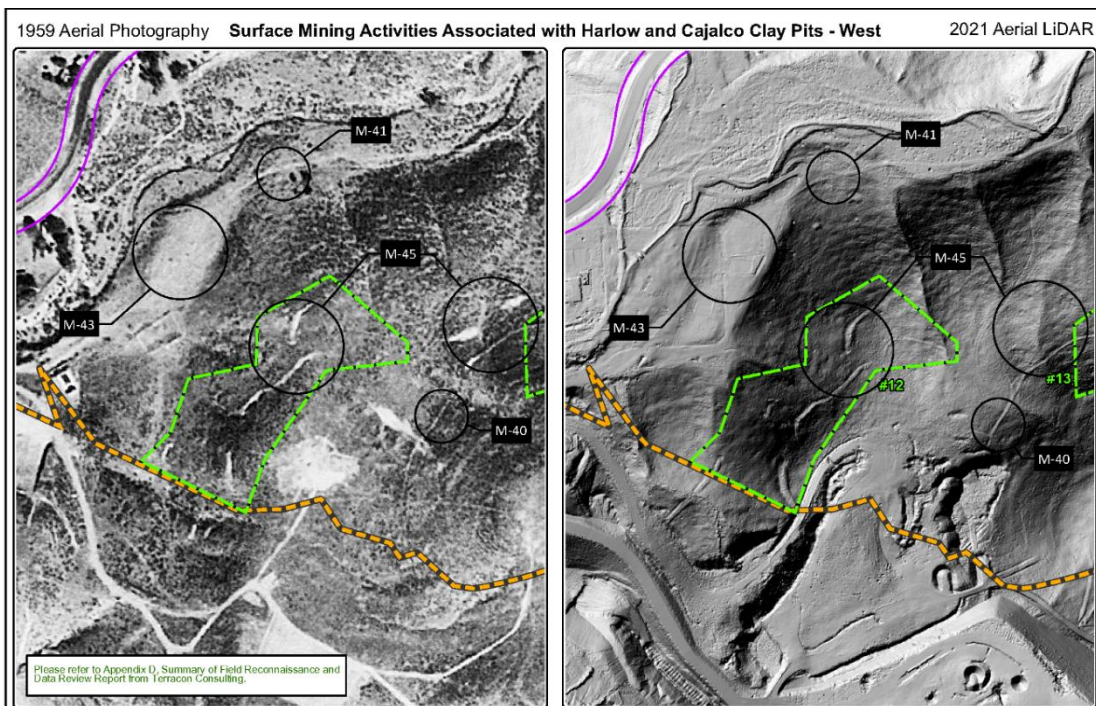 1959 Aerial Photography
Surface Mining Activities Associated with Harlow and Cajalco Clay Pits - West
2021 Aerial LiDAR
M-41
M-45
M-43
M-40
Please refer to Appendix D, Summary of Field Reconnaissance and
Data Review Report from Terracon Consulting.
M-41
M-45
M-43
#12
#13
M-40